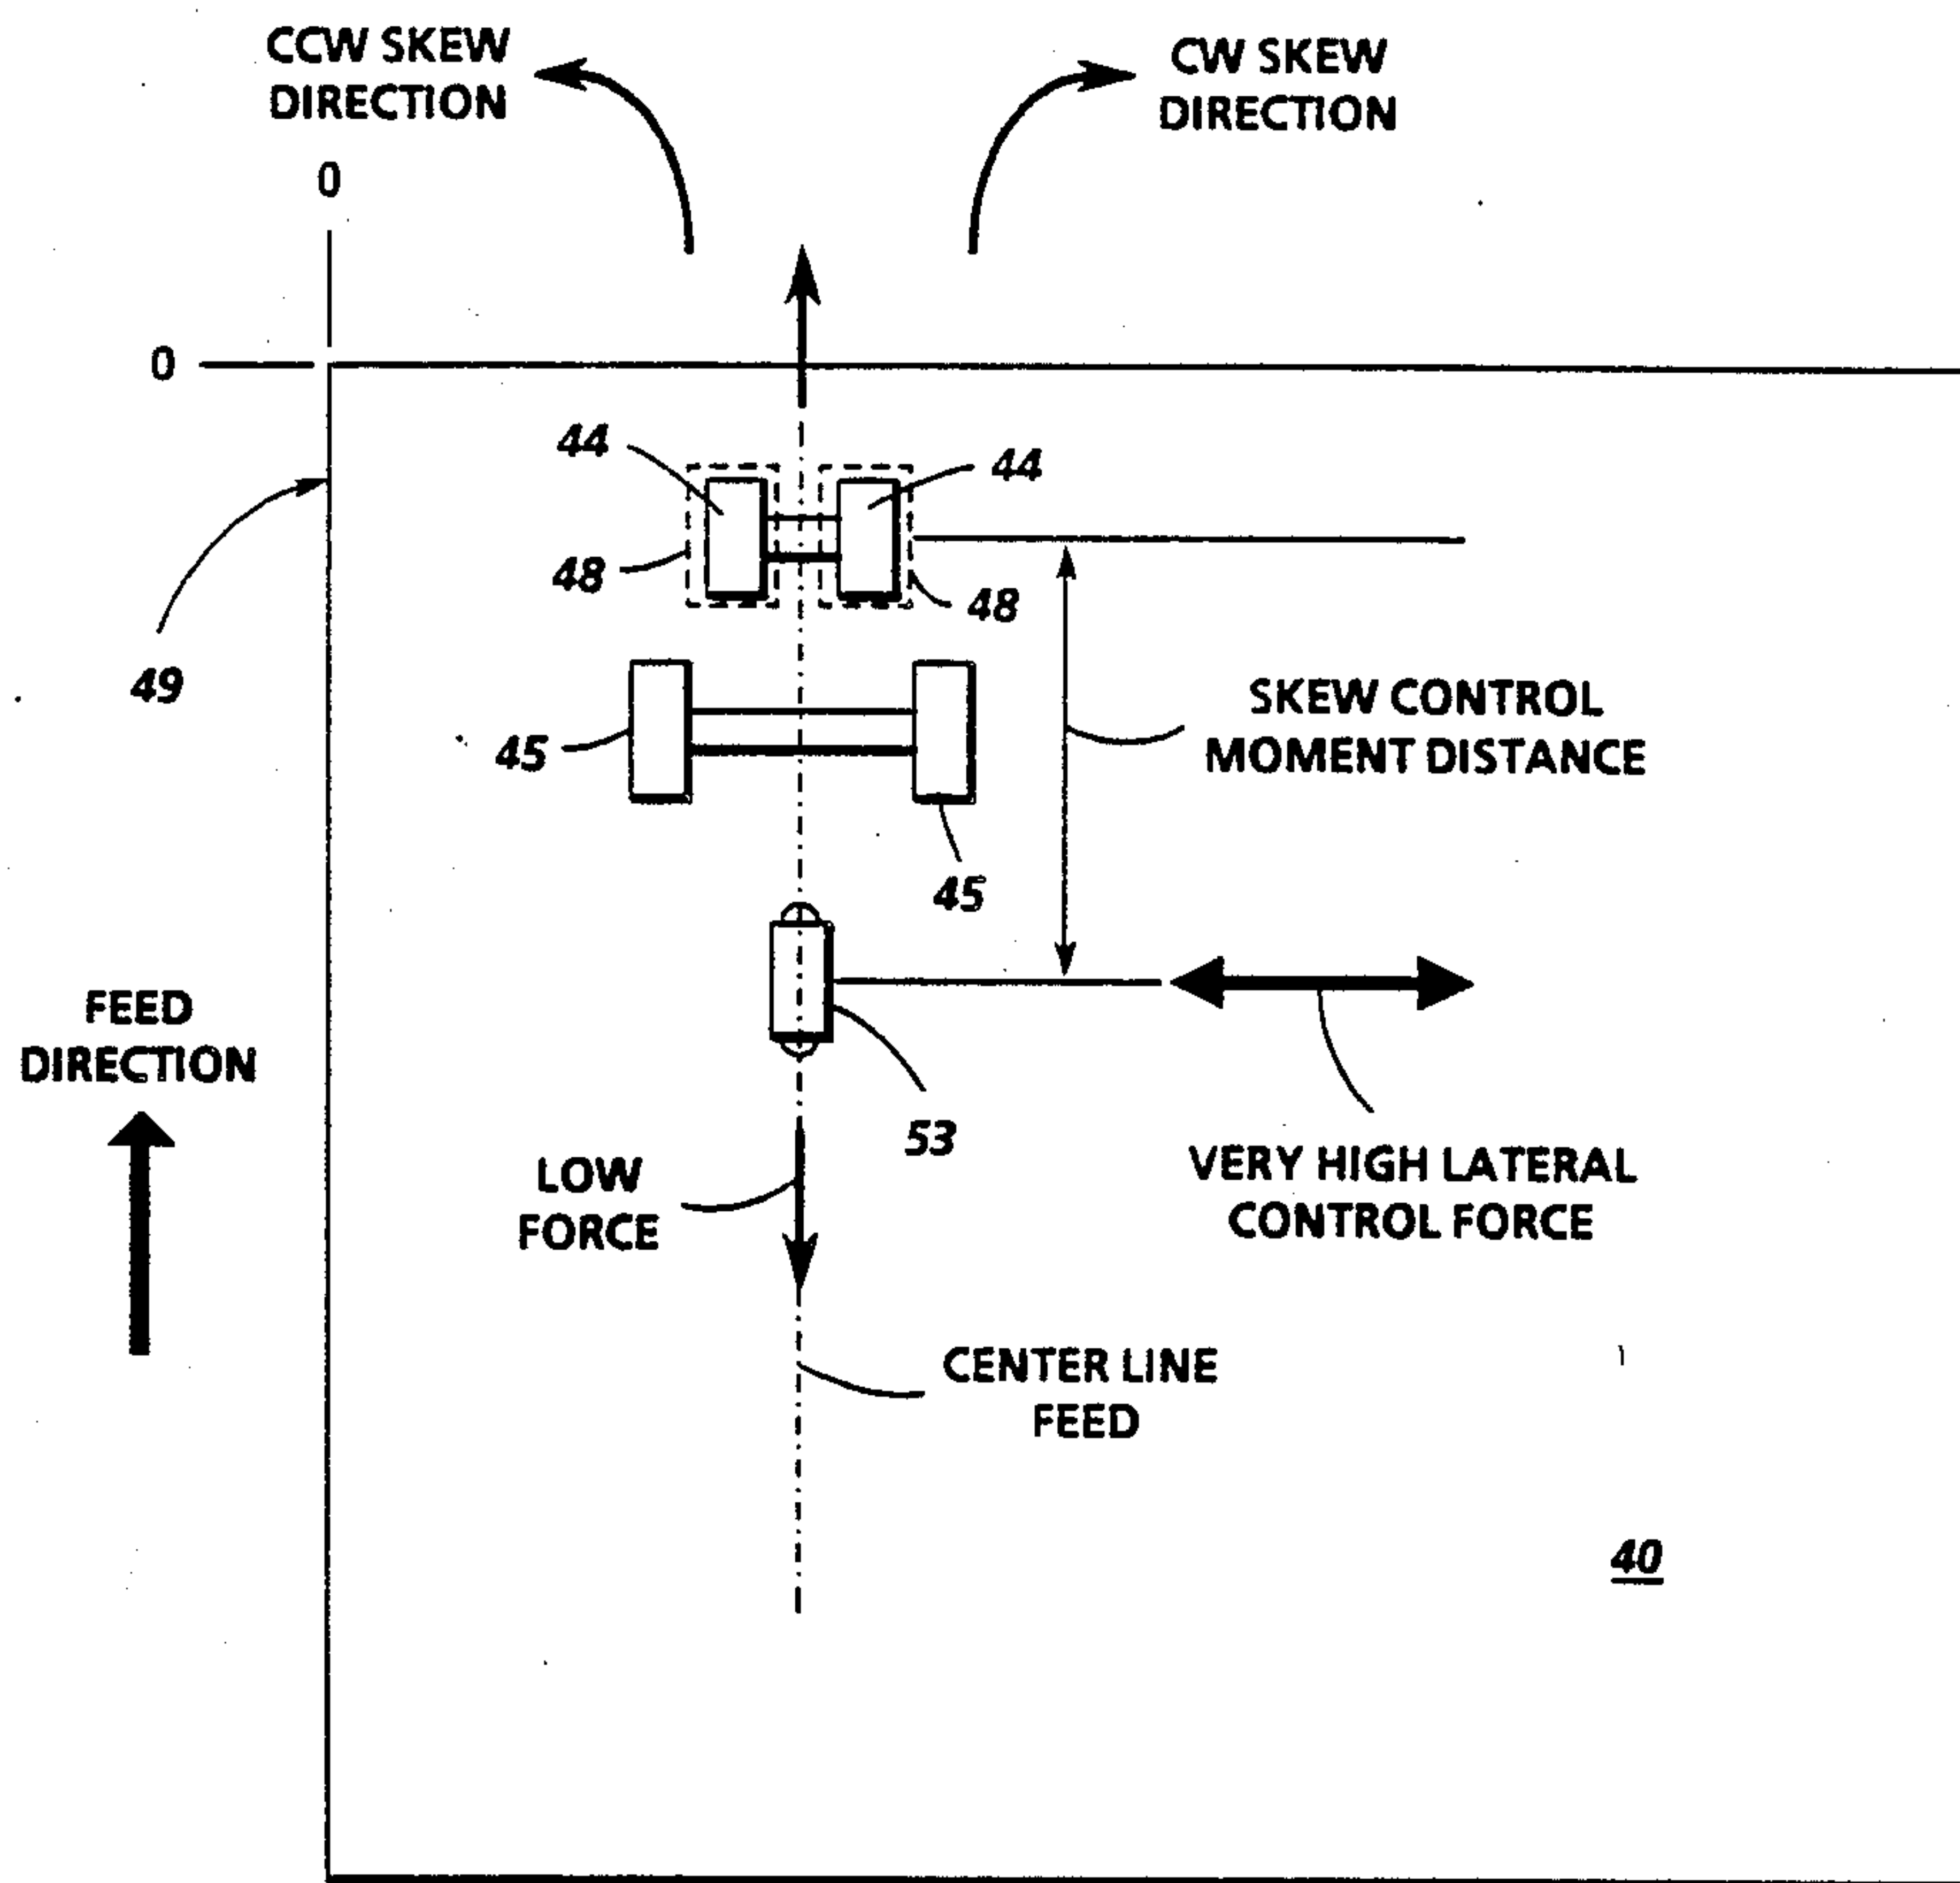 CCW SKEW
DIRECTION
CW SKEW
DIRECTION
0
0
44
44
48
48
49
45
SKEW CONTROL
MOMENT DISTANCE
45
FEED
DIRECTION
53
LOW
FORCE
VERY HIGH LATERAL
CONTROL FORCE
CENTER LINE
FEED
40